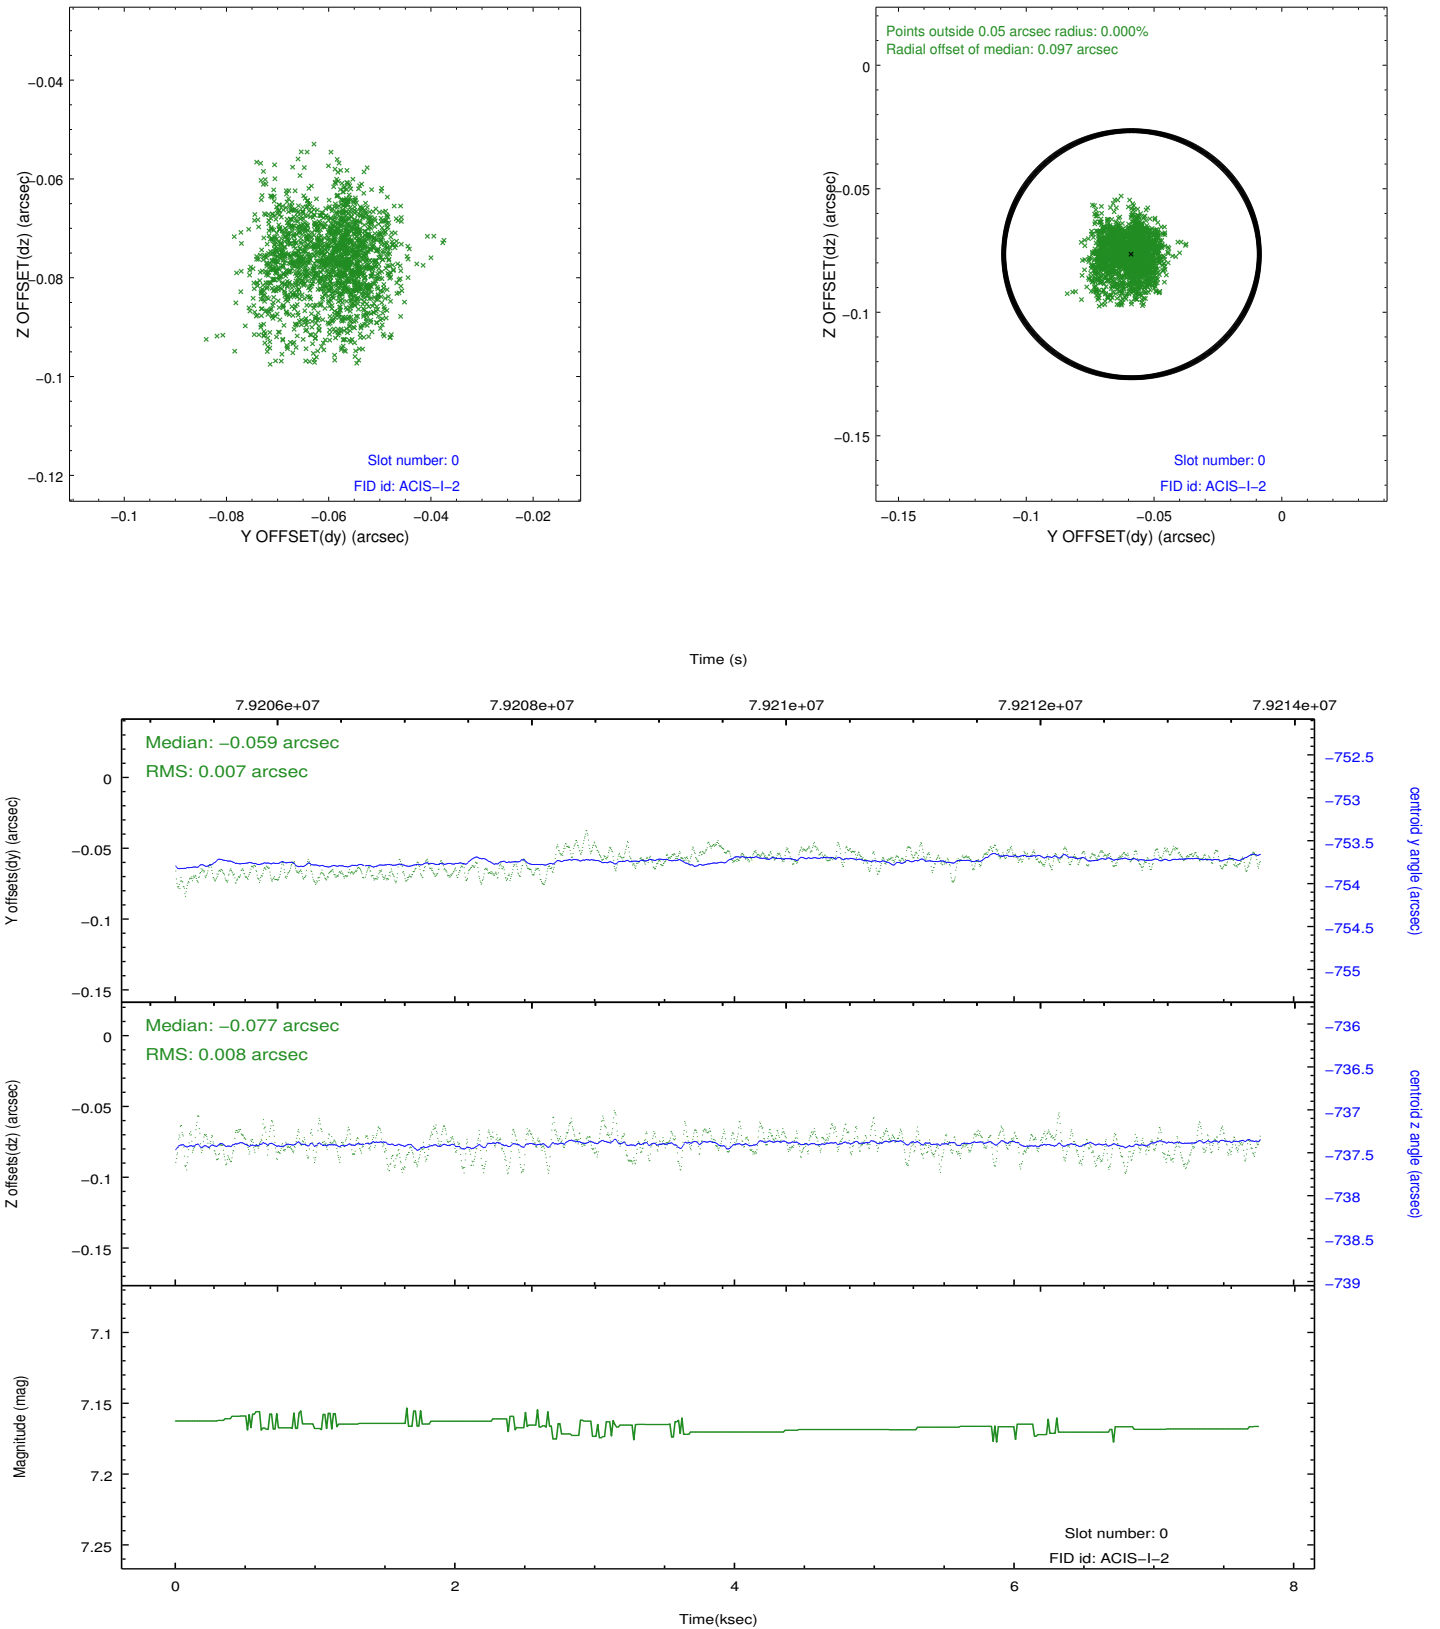 −0.04
−0.06
−0.08
−0.1
−0.12
Z OFFSET(dz) (arcsec)
Slot number: 0
FID id: ACIS−I−2
−0.1 −0.08 −0.06 −0.04 −0.02
Y OFFSET(dy) (arcsec)
Points outside 0.05 arcsec radius: 0.000%
Radial offset of median: 0.097 arcsec
0
−0.05
−0.1
−0.15
Z OFFSET(dz) (arcsec)
Slot number: 0
FID id: ACIS−I−2
−0.15 −0.1 −0.05 0
Y OFFSET(dy) (arcsec)
Time (s)
7.9206e+07 7.9208e+07 7.921e+07 7.9212e+07 7.9214e+07
Median: −0.059 arcsec
RMS: 0.007 arcsec
0
−0.05
−0.1
−0.15
Y offsets(dy) (arcsec)
−752.5
−753
−753.5
−754
−754.5
−755
centroid y angle (arcsec)
Median: −0.077 arcsec
RMS: 0.008 arcsec
0
−0.05
−0.1
−0.15
Z offsets(dz) (arcsec)
−736
−736.5
−737
−737.5
−738
−738.5
−739
centroid z angle (arcsec)
7.1
7.15
7.2
7.25
Magnitude (mag)
Slot number: 0
FID id: ACIS−I−2
0 2 4 6 8
Time(ksec)